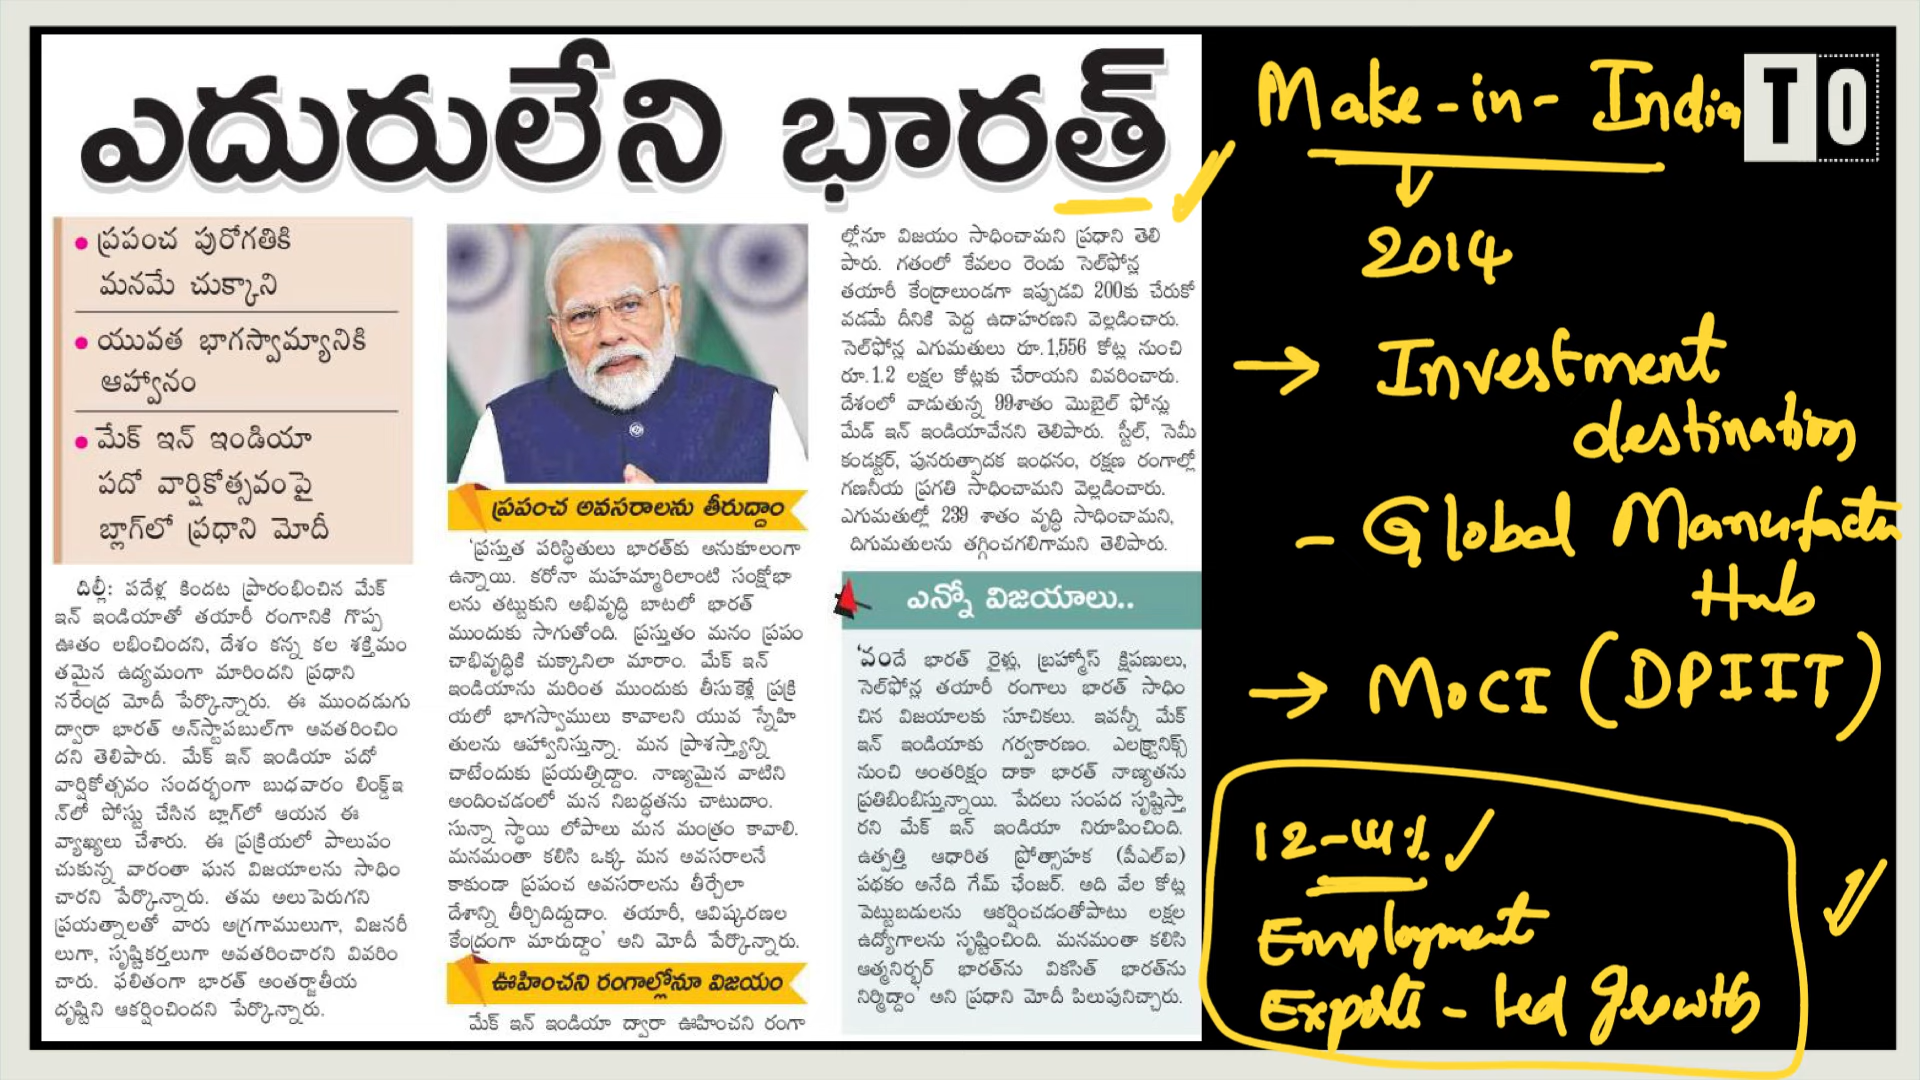 ఎదురులేని భారత్
• ప్రపంచ పురోగతికి
మనమే చుక్కాని
• యువత భాగస్వామ్యానికి
ఆహ్వానం
• మేక్ ఇన్ ఇండియా
పదో వార్షికోత్సవంపై
బ్లాగ్‌లో ప్రధాని మోదీ
దిల్లీ: పదేళ్ల కిందట ప్రారంభించిన మేక్
ఇన్ ఇండియాతో తయారీ రంగానికి గొప్ప
ఊతం లభించిందని, దేశం కన్న కల శక్తిమం
తమైన ఉద్యమంగా మారిందని ప్రధాని
నరేంద్ర మోదీ పేర్కొన్నారు. ఈ ముందడుగు
ద్వారా భారత్ అన్‌స్టాపబుల్‌గా అవతరించిం
దని తెలిపారు. మేక్ ఇన్ ఇండియా పదో
వార్షికోత్సవం సందర్భంగా బుధవారం లింక్డ్‌ఇ
న్‌లో పోస్టు చేసిన బ్లాగ్‌లో ఆయన ఈ
వ్యాఖ్యలు చేశారు. ఈ ప్రక్రియలో పాలుపం
చుకున్న వారంతా ఘన విజయాలను సాధిం
చారని పేర్కొన్నారు. తమ అలుపెరుగని
ప్రయత్నాలతో వారు అగ్రగాములుగా, విజనరీ
లుగా, సృష్టికర్తలుగా అవతరించారని వివరిం
చారు. ఫలితంగా భారత్ అంతర్జాతీయ
దృష్టిని ఆకర్షించిందని పేర్కొన్నారు.
ప్రపంచ అవసరాలను తీరుద్దాం
'ప్రస్తుత పరిస్థితులు భారత్‌కు అనుకూలంగా
ఉన్నాయి. కరోనా మహమ్మారిలాంటి సంక్షోభా
లను తట్టుకుని అభివృద్ధి బాటలో భారత్
ముందుకు సాగుతోంది. ప్రస్తుతం మనం ప్రపం
చాభివృద్ధికి చుక్కానిలా మారాం. మేక్ ఇన్
ఇండియాను మరింత ముందుకు తీసుకెళ్లే ప్రక్రి
యలో భాగస్వాములు కావాలని యువ స్నేహి
తులను ఆహ్వానిస్తున్నా. మన ప్రాశస్త్యాన్ని
చాటేందుకు ప్రయత్నిద్దాం. నాణ్యమైన వాటిని
అందించడంలో మన నిబద్ధతను చాటుదాం.
సున్నా స్థాయి లోపాలు మన మంత్రం కావాలి.
మనమంతా కలిసి ఒక్క మన అవసరాలనే
కాకుండా ప్రపంచ అవసరాలను తీర్చేలా
దేశాన్ని తీర్చిదిద్దుదాం. తయారీ, ఆవిష్కరణల
కేంద్రంగా మారుద్దాం' అని మోదీ పేర్కొన్నారు.
ఊహించని రంగాల్లోనూ విజయం
మేక్ ఇన్ ఇండియా ద్వారా ఊహించని రంగా
ల్లోనూ విజయం సాధించామని ప్రధాని తెలి
పారు. గతంలో కేవలం రెండు సెల్‌ఫోన్ల
తయారీ కేంద్రాలుండగా ఇప్పుడవి 200కు చేరుకో
వడమే దీనికి పెద్ద ఉదాహరణని వెల్లడించారు.
సెల్‌ఫోన్ల ఎగుమతులు రూ.1,556 కోట్ల నుంచి
రూ.1.2 లక్షల కోట్లకు చేరాయని వివరించారు.
దేశంలో వాడుతున్న 99శాతం మొబైల్ ఫోన్లు
మేడ్ ఇన్ ఇండియావేనని తెలిపారు. స్టీల్, సెమీ
కండక్టర్, పునరుత్పాదక ఇంధనం, రక్షణ రంగాల్లో
గణనీయ ప్రగతి సాధించామని వెల్లడించారు.
ఎగుమతుల్లో 239 శాతం వృద్ధి సాధించామని,
దిగుమతులను తగ్గించగలిగామని తెలిపారు.
ఎన్నో విజయాలు..
'వందే భారత్ రైళ్లు, బ్రహ్మోస్ క్షిపణులు,
సెల్‌ఫోన్ల తయారీ రంగాలు భారత్ సాధిం
చిన విజయాలకు సూచికలు. ఇవన్నీ మేక్
ఇన్ ఇండియాకు గర్వకారణం. ఎలక్ట్రానిక్స్
నుంచి అంతరిక్షం దాకా భారత్ నాణ్యతను
ప్రతిబింబిస్తున్నాయి. పేదలు సంపద సృష్టిస్తా
రని మేక్ ఇన్ ఇండియా నిరూపించింది.
ఉత్పత్తి ఆధారిత ప్రోత్సాహక (పీఎల్ఐ)
పథకం అనేది గేమ్ ఛేంజర్. అది వేల కోట్ల
పెట్టుబడులను ఆకర్షించడంతోపాటు లక్షల
ఉద్యోగాలను సృష్టించింది. మనమంతా కలిసి
ఆత్మనిర్భర్ భారత్‌ను వికసిత్ భారత్‌ను
నిర్మిద్దాం' అని ప్రధాని మోదీ పిలుపునిచ్చారు.
Make-in-India
TO
2014
→ Investment
destination
- Global Manufactu
Hub
→ MoCI (DPIIT)
12-14%
Employment
Exports - led Growth